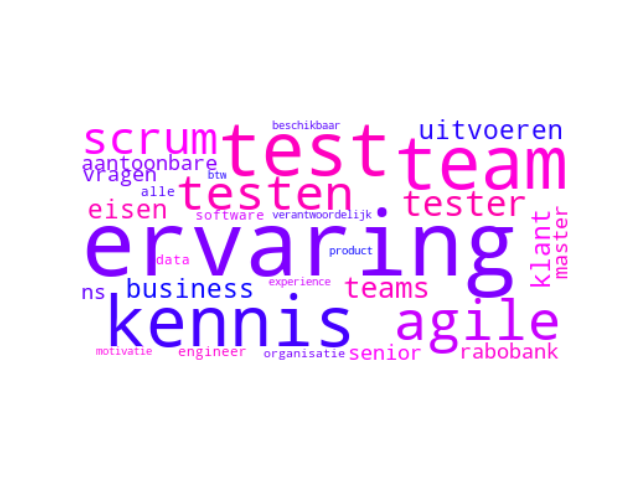 beschikbaar
scrum
test
team
uitvoeren
aantoonbare
vragen
btw
alle
testen
tester
eisen
software
verantwoordelijk
klant
master
ervaring
product
data
ns
business
experience
teams
kennis
agile
motivatie
engineer
organisatie
senior
rabobank